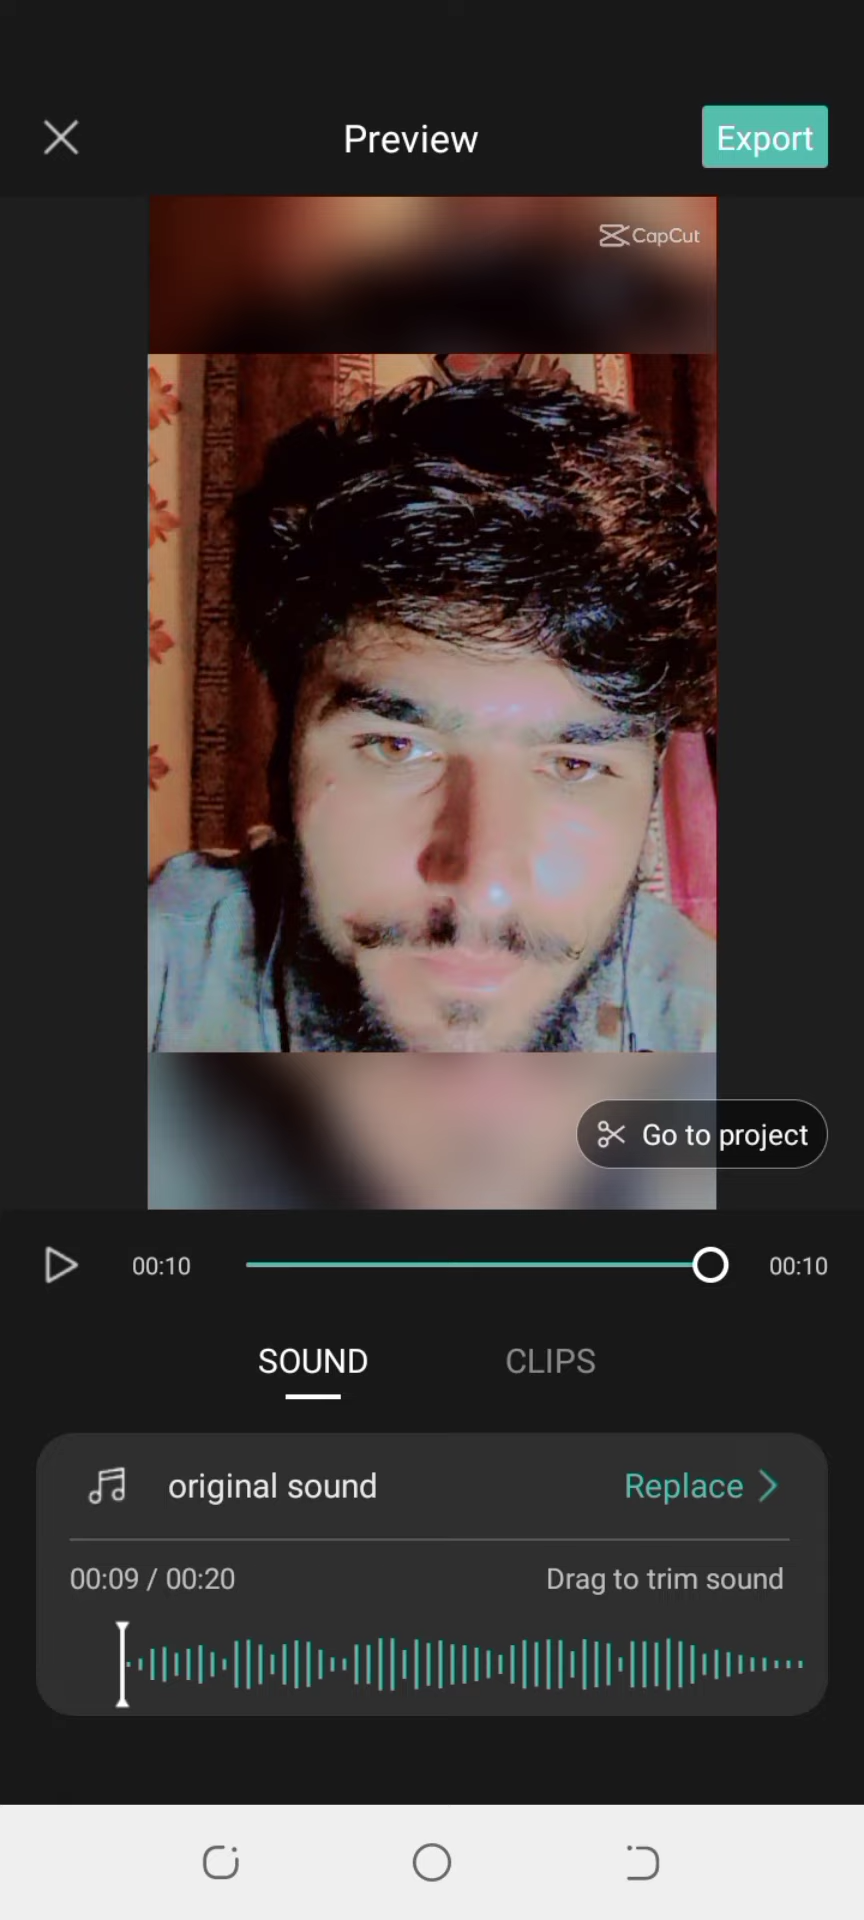 Preview
Export
CapCut
Go to project
00:10
00:10
SOUND
CLIPS
original sound
Replace
00:09 / 00:20
Drag to trim sound